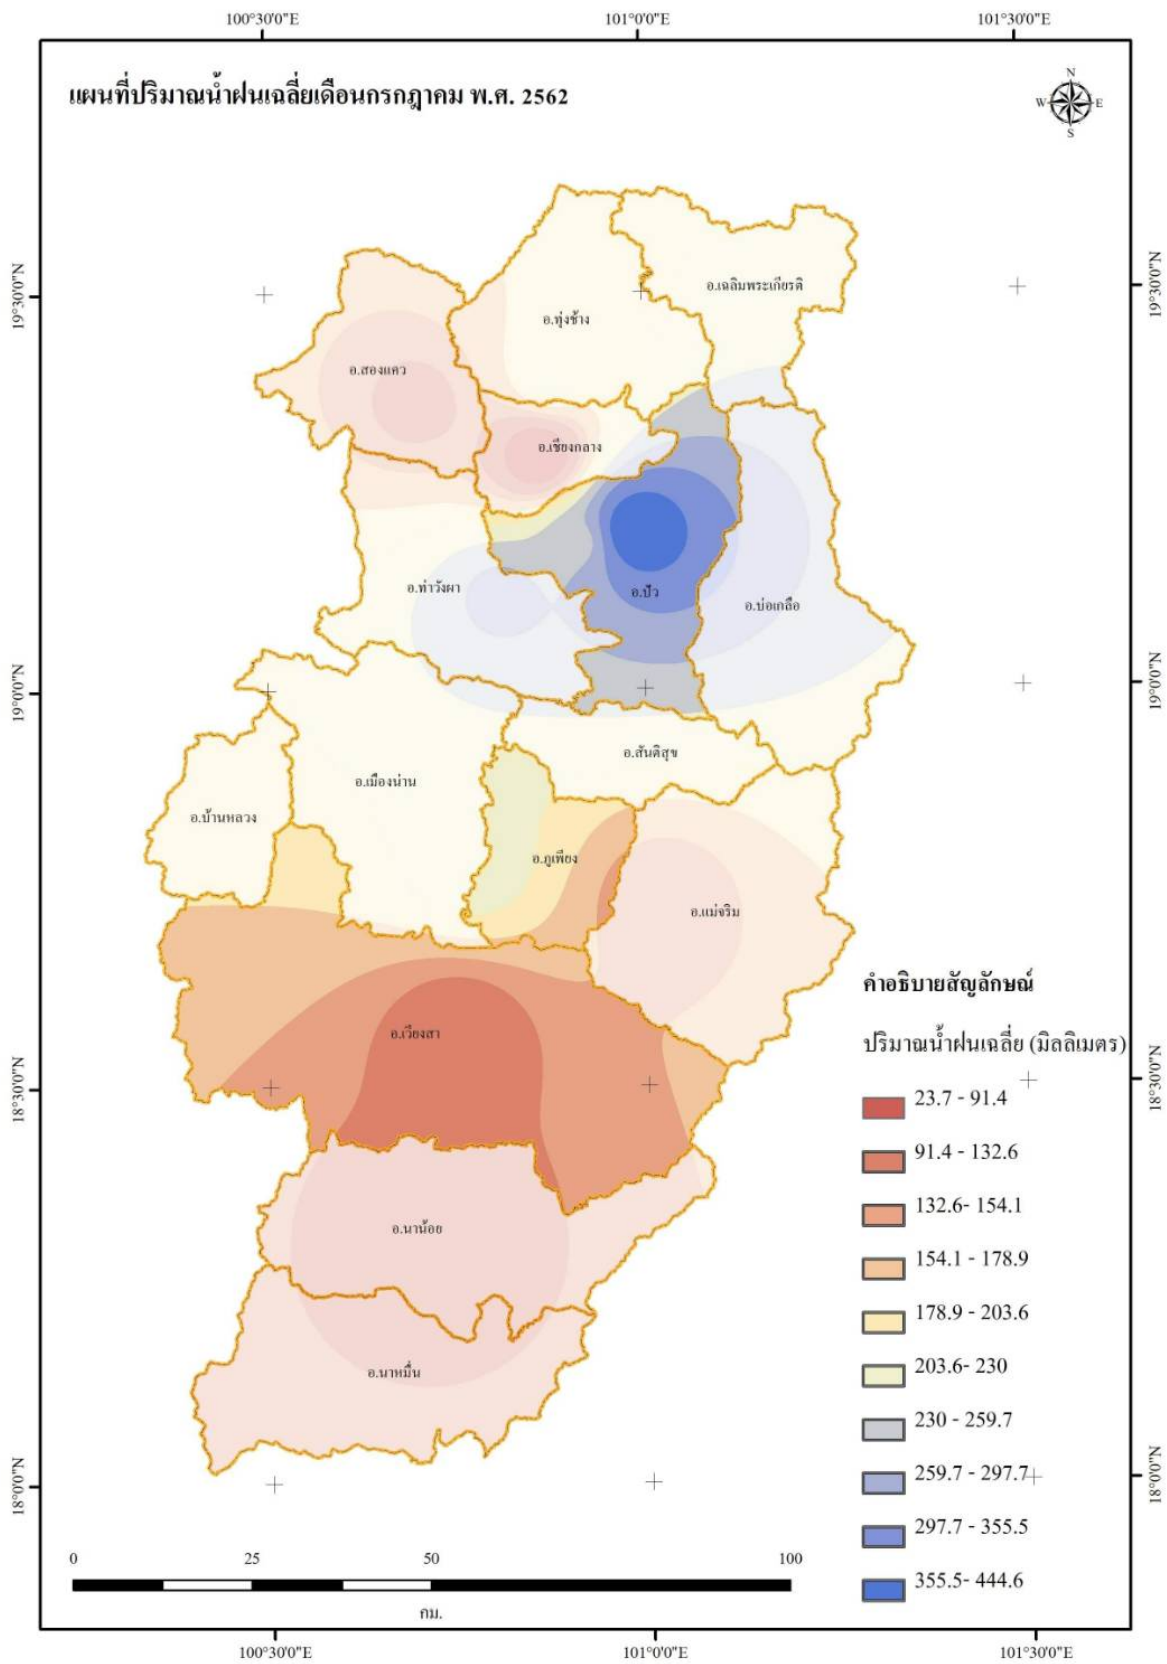 100°30'0"E 101°0'0"E 101°30'0"E
แผนที่ปริมาณน้ำฝนเฉลี่ยเดือนกรกฎาคม พ.ศ. 2562
N
W E
S
19°30'0"N 19°30'0"N
อ.เฉลิมพระเกียรติ
อ.ทุ่งช้าง
อ.สองแคว
อ.เชียงกลาง
อ.ท่าวังผา
อ.ปัว
อ.บ่อเกลือ
19°0'0"N 19°0'0"N
อ.สันติสุข
อ.เมืองน่าน
อ.บ้านหลวง
อ.ภูเพียง
อ.แม่จริม
อ.เวียงสา
18°30'0"N 18°30'0"N
อ.นาน้อย
อ.นาหมื่น
18°0'0"N 18°0'0"N
คำอธิบายสัญลักษณ์
ปริมาณน้ำฝนเฉลี่ย (มิลลิเมตร)
23.7 - 91.4
91.4 - 132.6
132.6- 154.1
154.1 - 178.9
178.9 - 203.6
203.6- 230
230 - 259.7
259.7 - 297.7
297.7 - 355.5
355.5- 444.6
0 25 50 100
กม.
100°30'0"E 101°0'0"E 101°30'0"E